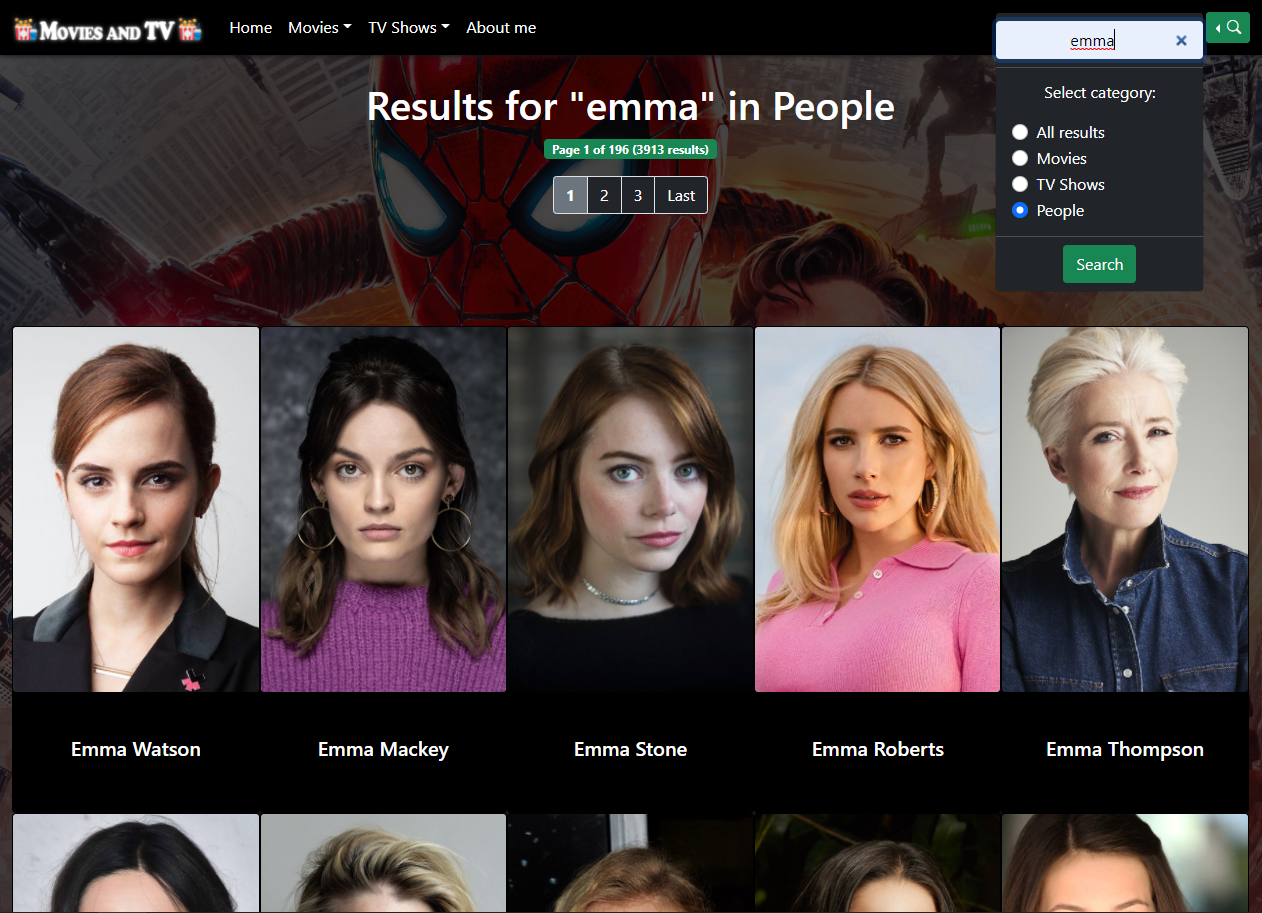 MOVIES AND TV
Home Movies TV Shows About me
emma
Select category:
All results
Movies
TV Shows
People
Search
Results for "emma" in People
Page 1 of 196 (3913 results)
1 2 3 Last
Emma Watson
Emma Mackey
Emma Stone
Emma Roberts
Emma Thompson